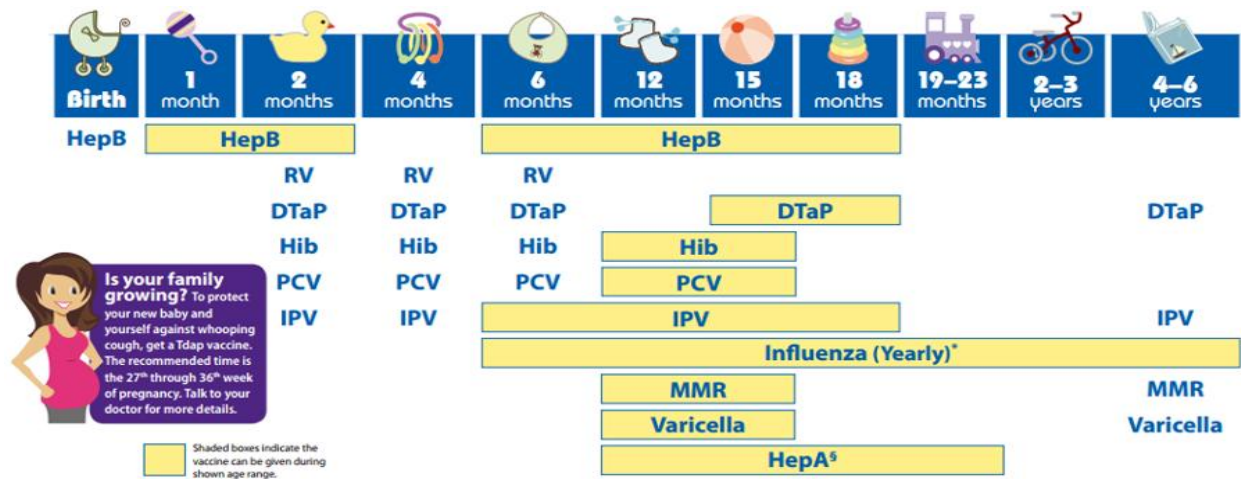 Birth 1 month 2 months 4 months 6 months 12 months 15 months 18 months 19–23 months 2–3 years 4–6 years
HepB HepB HepB
RV RV RV
DTaP DTaP DTaP DTaP DTaP
Hib Hib Hib Hib
PCV PCV PCV PCV
IPV IPV IPV IPV
Influenza (Yearly)*
MMR MMR
Varicella Varicella
HepA§
Is your family
growing? To protect
your new baby and
yourself against whooping
cough, get a Tdap vaccine.
The recommended time is
the 27th through 36th week
of pregnancy. Talk to your
doctor for more details.
Shaded boxes indicate the
vaccine can be given during
shown age range.